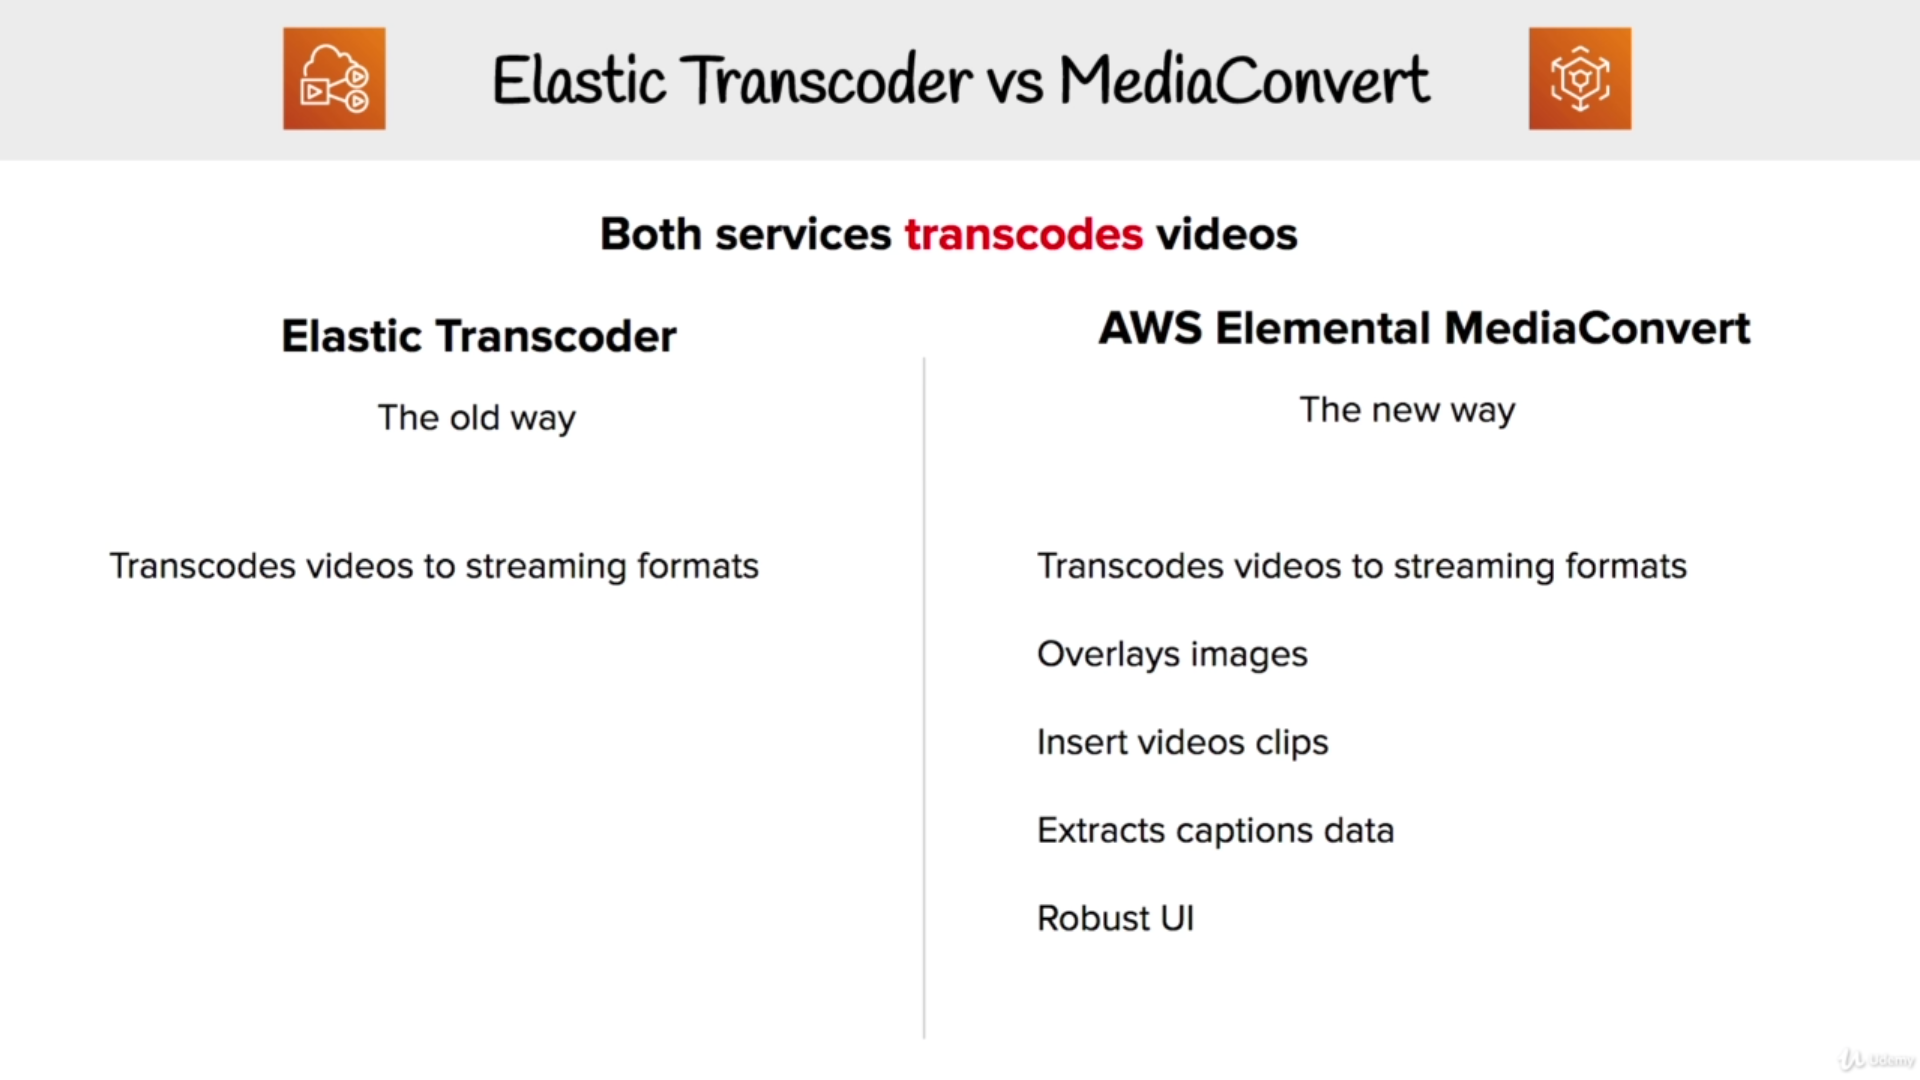 Elastic Transcoder vs MediaConvert
Both services transcodes videos
Elastic Transcoder
The old way
Transcodes videos to streaming formats
AWS Elemental MediaConvert
The new way
Transcodes videos to streaming formats
Overlays images
Insert videos clips
Extracts captions data
Robust UI
Udemy